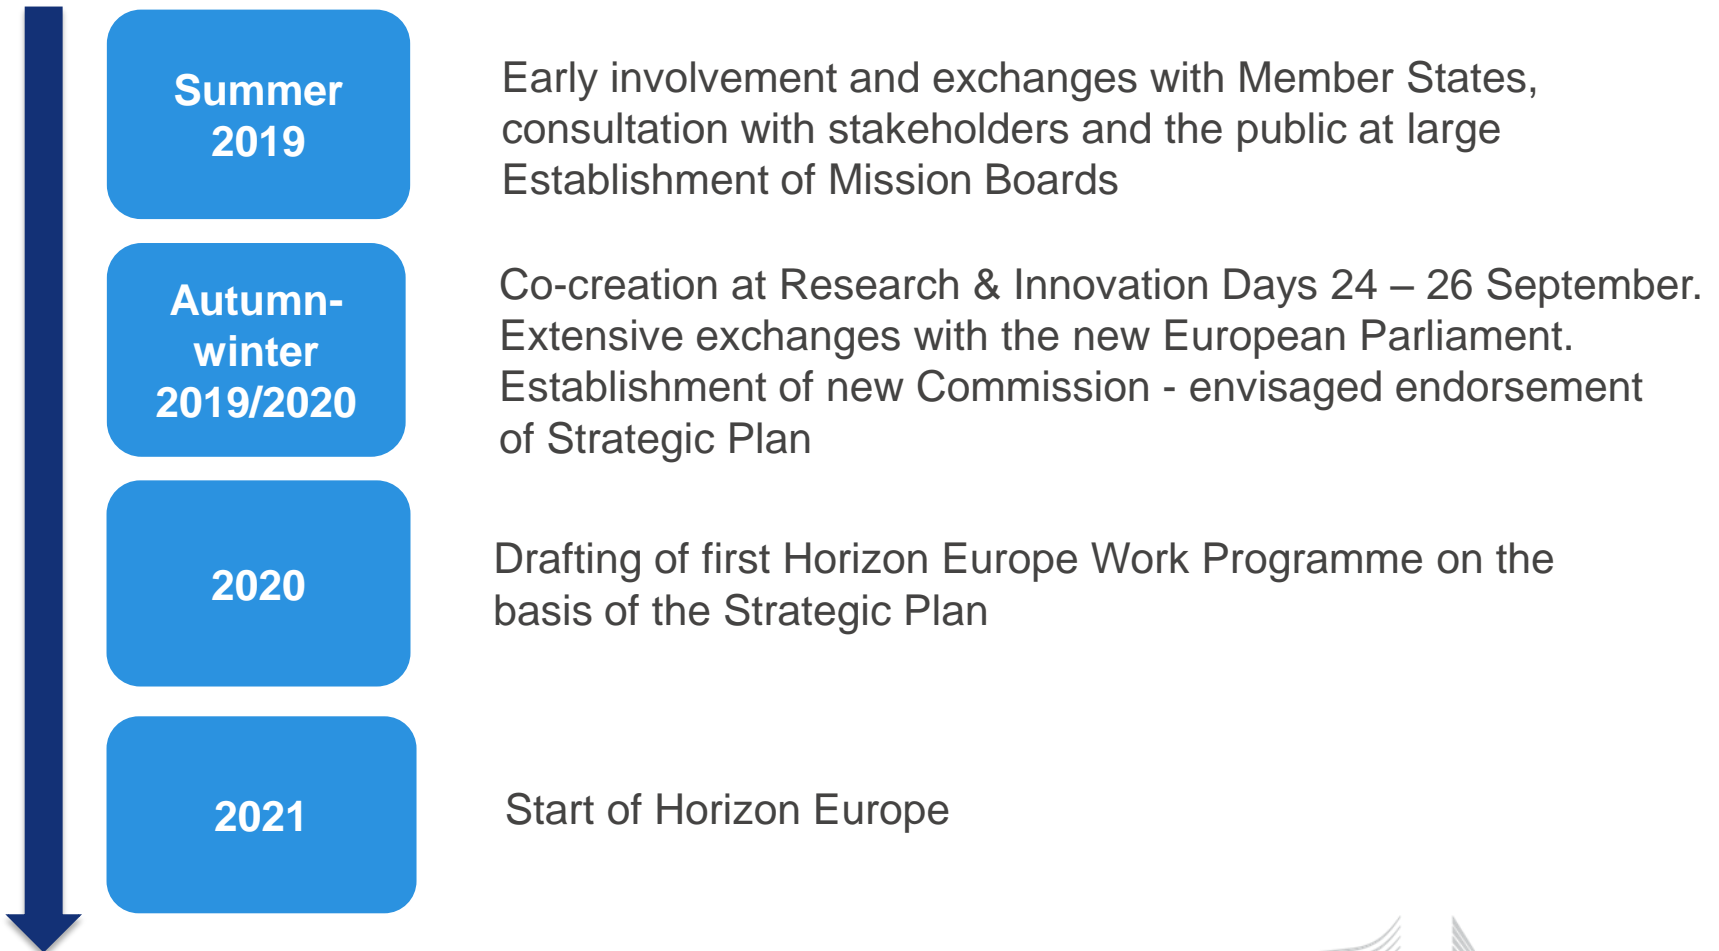 Summer
2019
Early involvement and exchanges with Member States,
consultation with stakeholders and the public at large
Establishment of Mission Boards
Autumn-
winter
2019/2020
Co-creation at Research & Innovation Days 24 – 26 September.
Extensive exchanges with the new European Parliament.
Establishment of new Commission - envisaged endorsement
of Strategic Plan
2020
Drafting of first Horizon Europe Work Programme on the
basis of the Strategic Plan
2021
Start of Horizon Europe